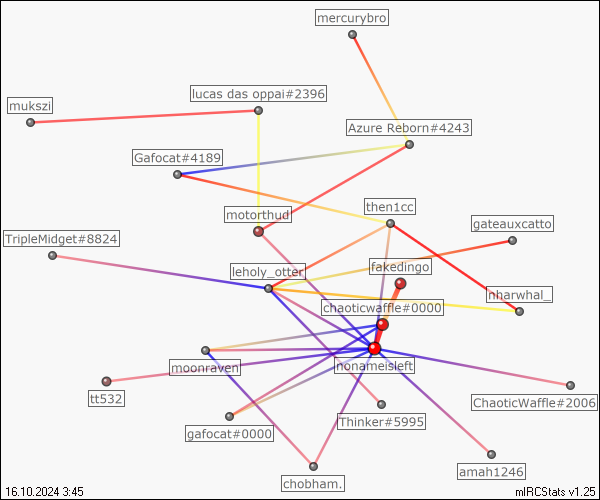 mercurybro
lucas das oppai#2396
mukszi
Azure Reborn#4243
Gafocat#4189
then1cc
motorthud
gateauxcatto
TripleMidget#8824
fakedingo
leholy_otter
nharwhal_
chaoticwaffle#0000
moonraven
nonameisleft
tt532
ChaoticWaffle#2006
Thinker#5995
gafocat#0000
amah1246
chobham.
16.10.2024 3:45
mIRCStats v1.25